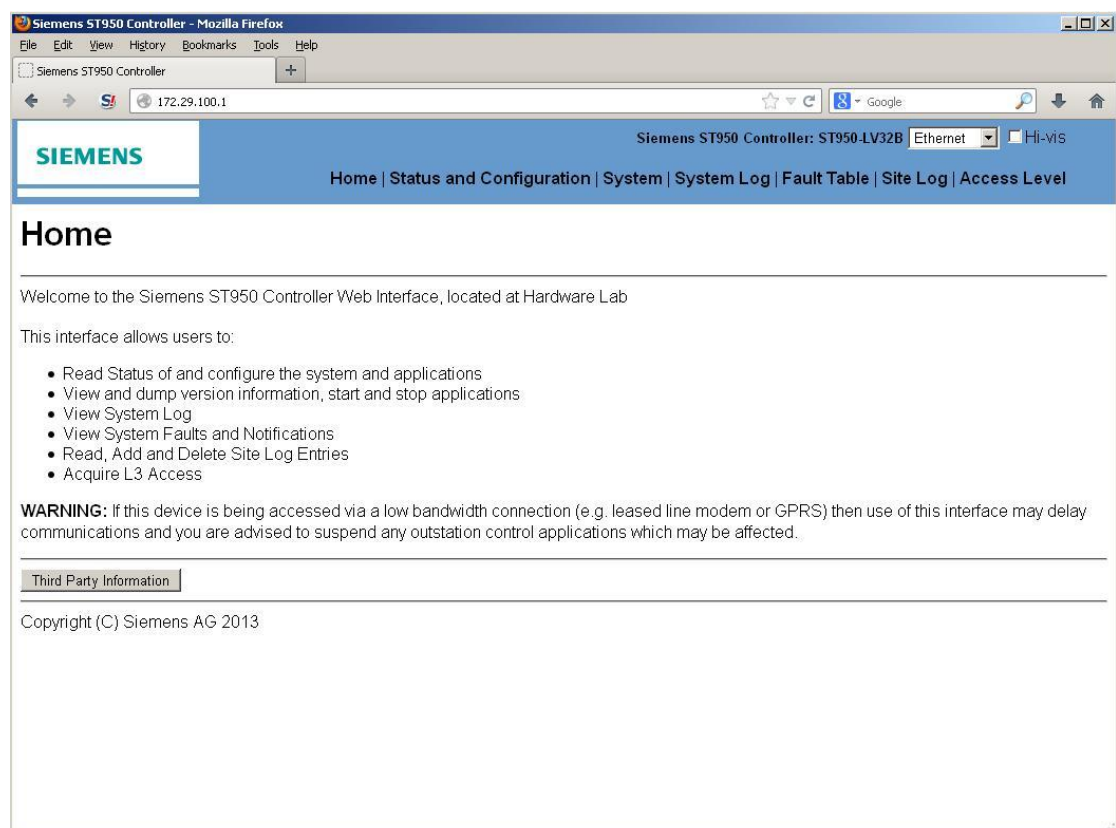 Siemens ST950 Controller - Mozilla Firefox
File Edit View History Bookmarks Tools Help
Siemens ST950 Controller +
S! 172.29.100.1 8 Google
SIEMENS
Siemens ST950 Controller: ST950-LV32B Ethernet Hi-vis
Home | Status and Configuration | System | System Log | Fault Table | Site Log | Access Level
Home
Welcome to the Siemens ST950 Controller Web Interface, located at Hardware Lab
This interface allows users to:
• Read Status of and configure the system and applications
• View and dump version information, start and stop applications
• View System Log
• View System Faults and Notifications
• Read, Add and Delete Site Log Entries
• Acquire L3 Access
WARNING: If this device is being accessed via a low bandwidth connection (e.g. leased line modem or GPRS) then use of this interface may delay
communications and you are advised to suspend any outstation control applications which may be affected.
Third Party Information
Copyright (C) Siemens AG 2013